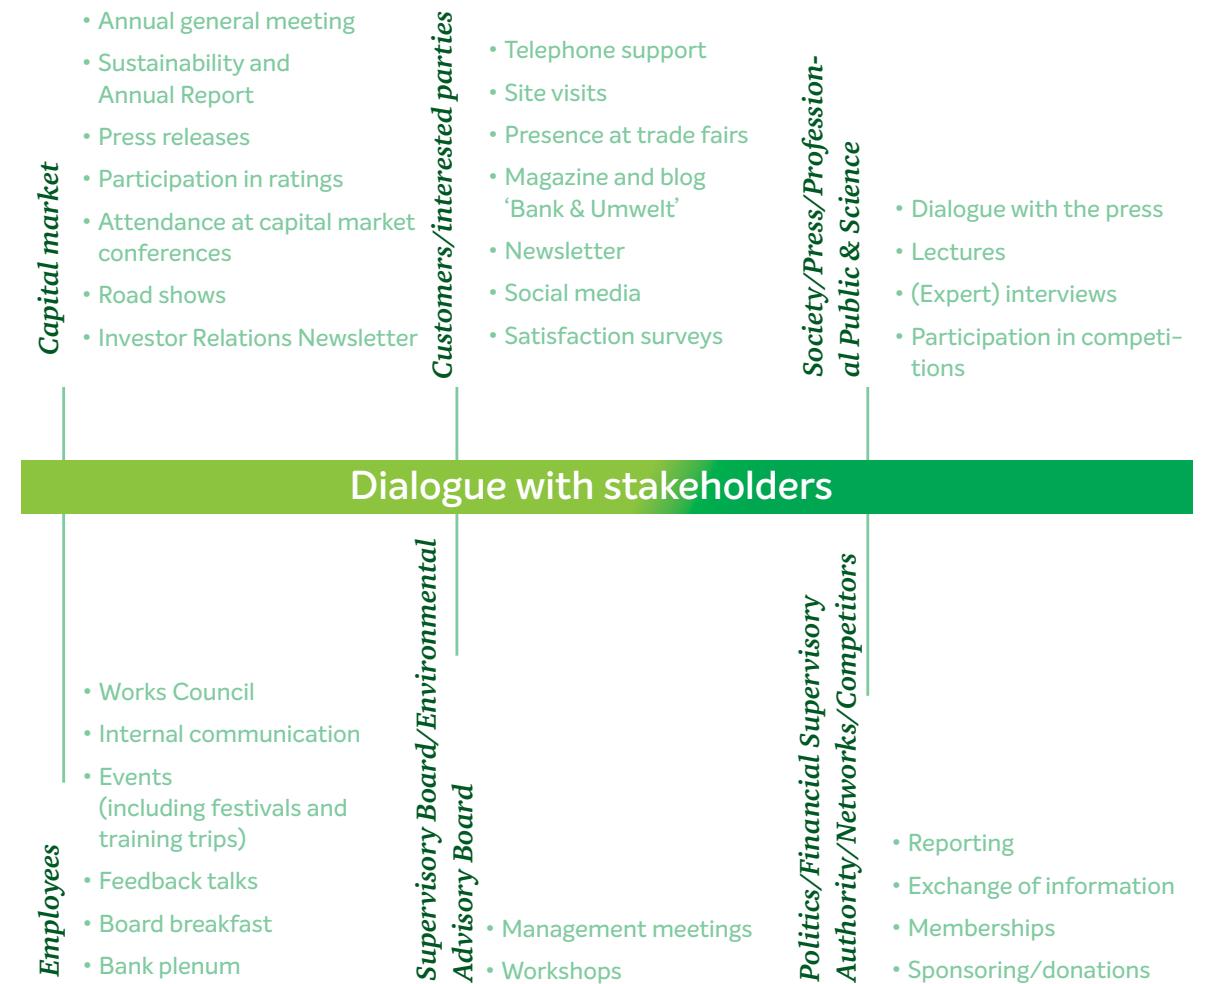 Capital market
• Annual general meeting
• Sustainability and
Annual Report
• Press releases
• Participation in ratings
• Attendance at capital market
conferences
• Road shows
• Investor Relations Newsletter
Customers/interested parties
• Telephone support
• Site visits
• Presence at trade fairs
• Magazine and blog
‘Bank & Umwelt’
• Newsletter
• Social media
• Satisfaction surveys
Society/Press/Profession-
al Public & Science
• Dialogue with the press
• Lectures
• (Expert) interviews
• Participation in competi-
tions
Dialogue with stakeholders
Employees
• Works Council
• Internal communication
• Events
(including festivals and
training trips)
• Feedback talks
• Board breakfast
• Bank plenum
Supervisory Board/Environmental
Advisory Board
• Management meetings
• Workshops
Politics/Financial Supervisory
Authority/Networks/Competitors
• Reporting
• Exchange of information
• Memberships
• Sponsoring/donations